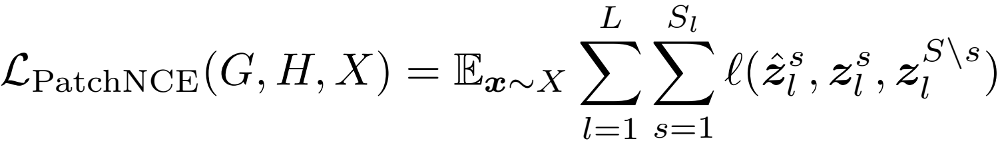 $\mathcal{L}_{\text{PatchNCE}}(G, H, X) = \mathbb{E}_{\boldsymbol{x} \sim X} \sum_{l=1}^{L} \sum_{s=1}^{S_l} \ell(\hat{\boldsymbol{z}}_l^s, \boldsymbol{z}_l^s, \boldsymbol{z}_l^{S \backslash s})$